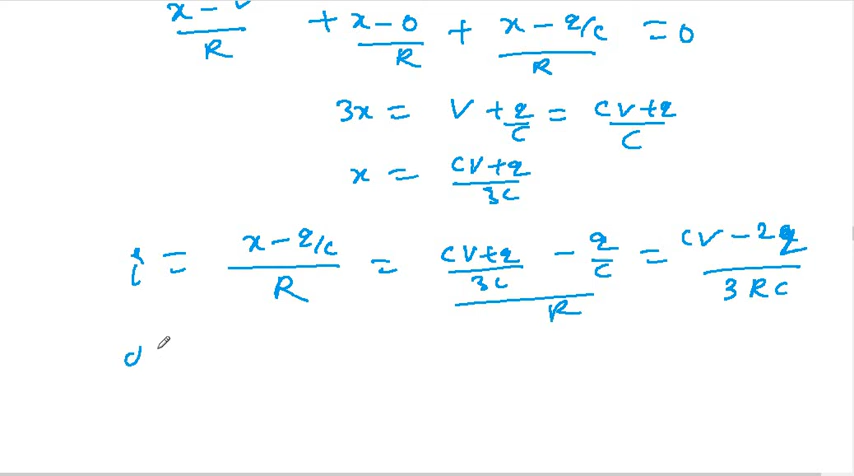 (x-V)/R + (x-0)/R + (x-q/c)/R = 0
3x = V + q/C = (CV+q)/C
x = (CV+q)/3C
i = (x-q/C)/R = ((CV+q)/3C - q/C)/R = (CV-2q)/3RC
d